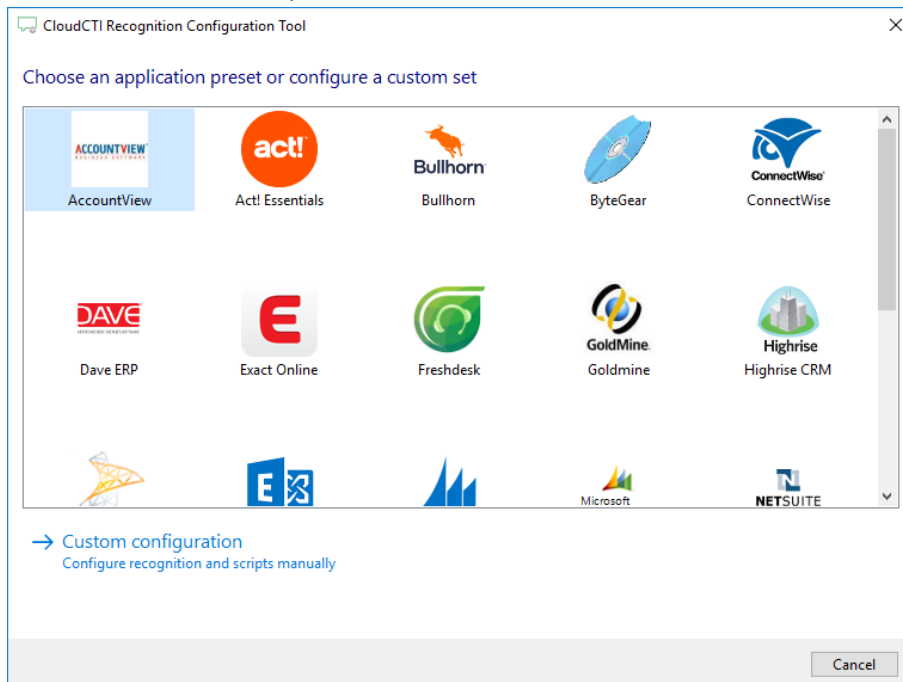 CloudCTI Recognition Configuration Tool
Choose an application preset or configure a custom set
ACCOUNTVIEW
BUSINESS SOFTWARE
act!
Bullhorn
ConnectWise
AccountView
Act! Essentials
Bullhorn
ByteGear
ConnectWise
DAVE
E
GoldMine
Highrise
Dave ERP
Exact Online
Freshdesk
Goldmine
Highrise CRM
E
Microsoft
N
NETSUITE
Custom configuration
Configure recognition and scripts manually
Cancel